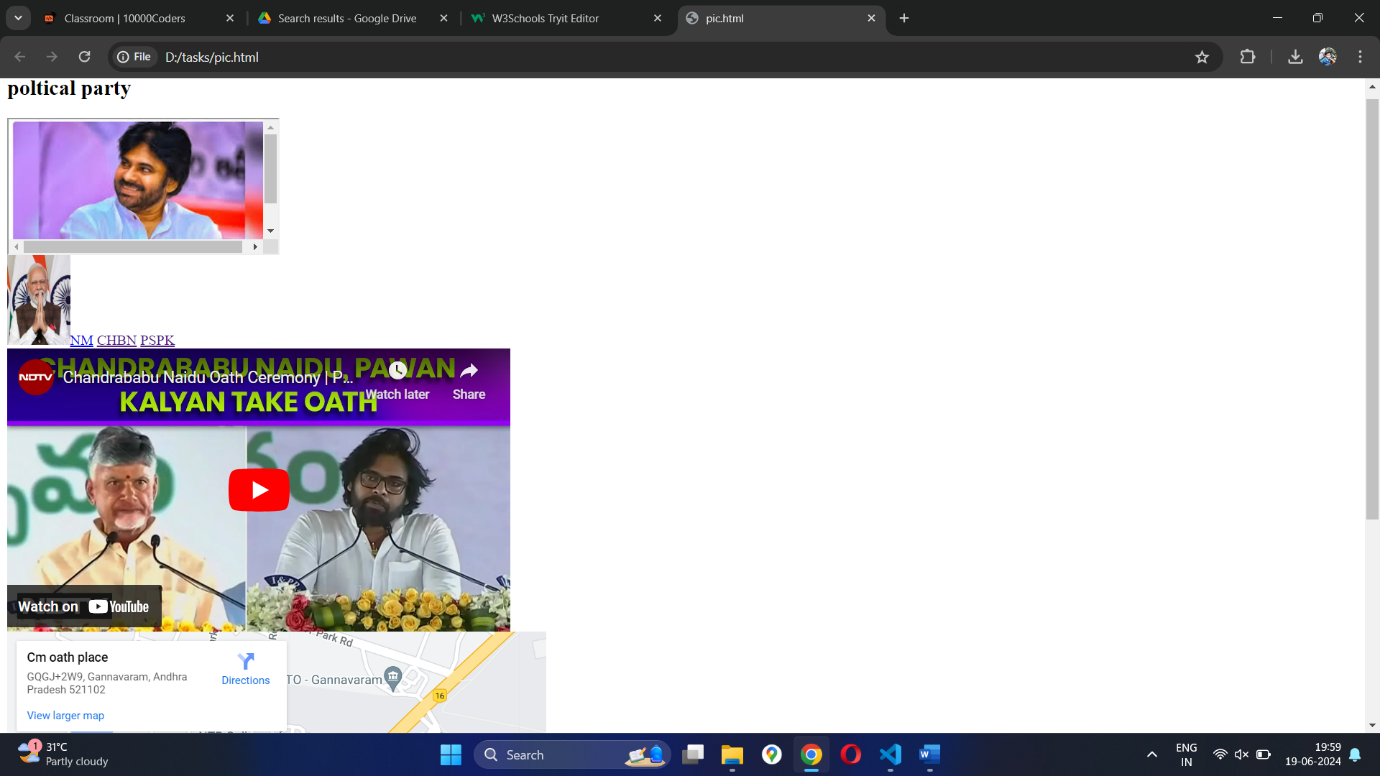 Classroom | 10000Coders
Search results - Google Drive
W3Schools Tryit Editor
pic.html
File
D:/tasks/pic.html
poltical party
NM CHBN PSPK
CHANDRABABU NAIDU, PAWAN
KALYAN TAKE OATH
NDTV
Chandrababu Naidu Oath Ceremony | P...
Watch later
Share
I & PR
Watch on YouTube
Park Rd
Cm oath place
GQGJ+2W9, Gannavaram, Andhra
Pradesh 521102
Directions
View larger map
TO - Gannavaram
16
1
31°C
Partly cloudy
Search
ENG
IN
19:59
19-06-2024